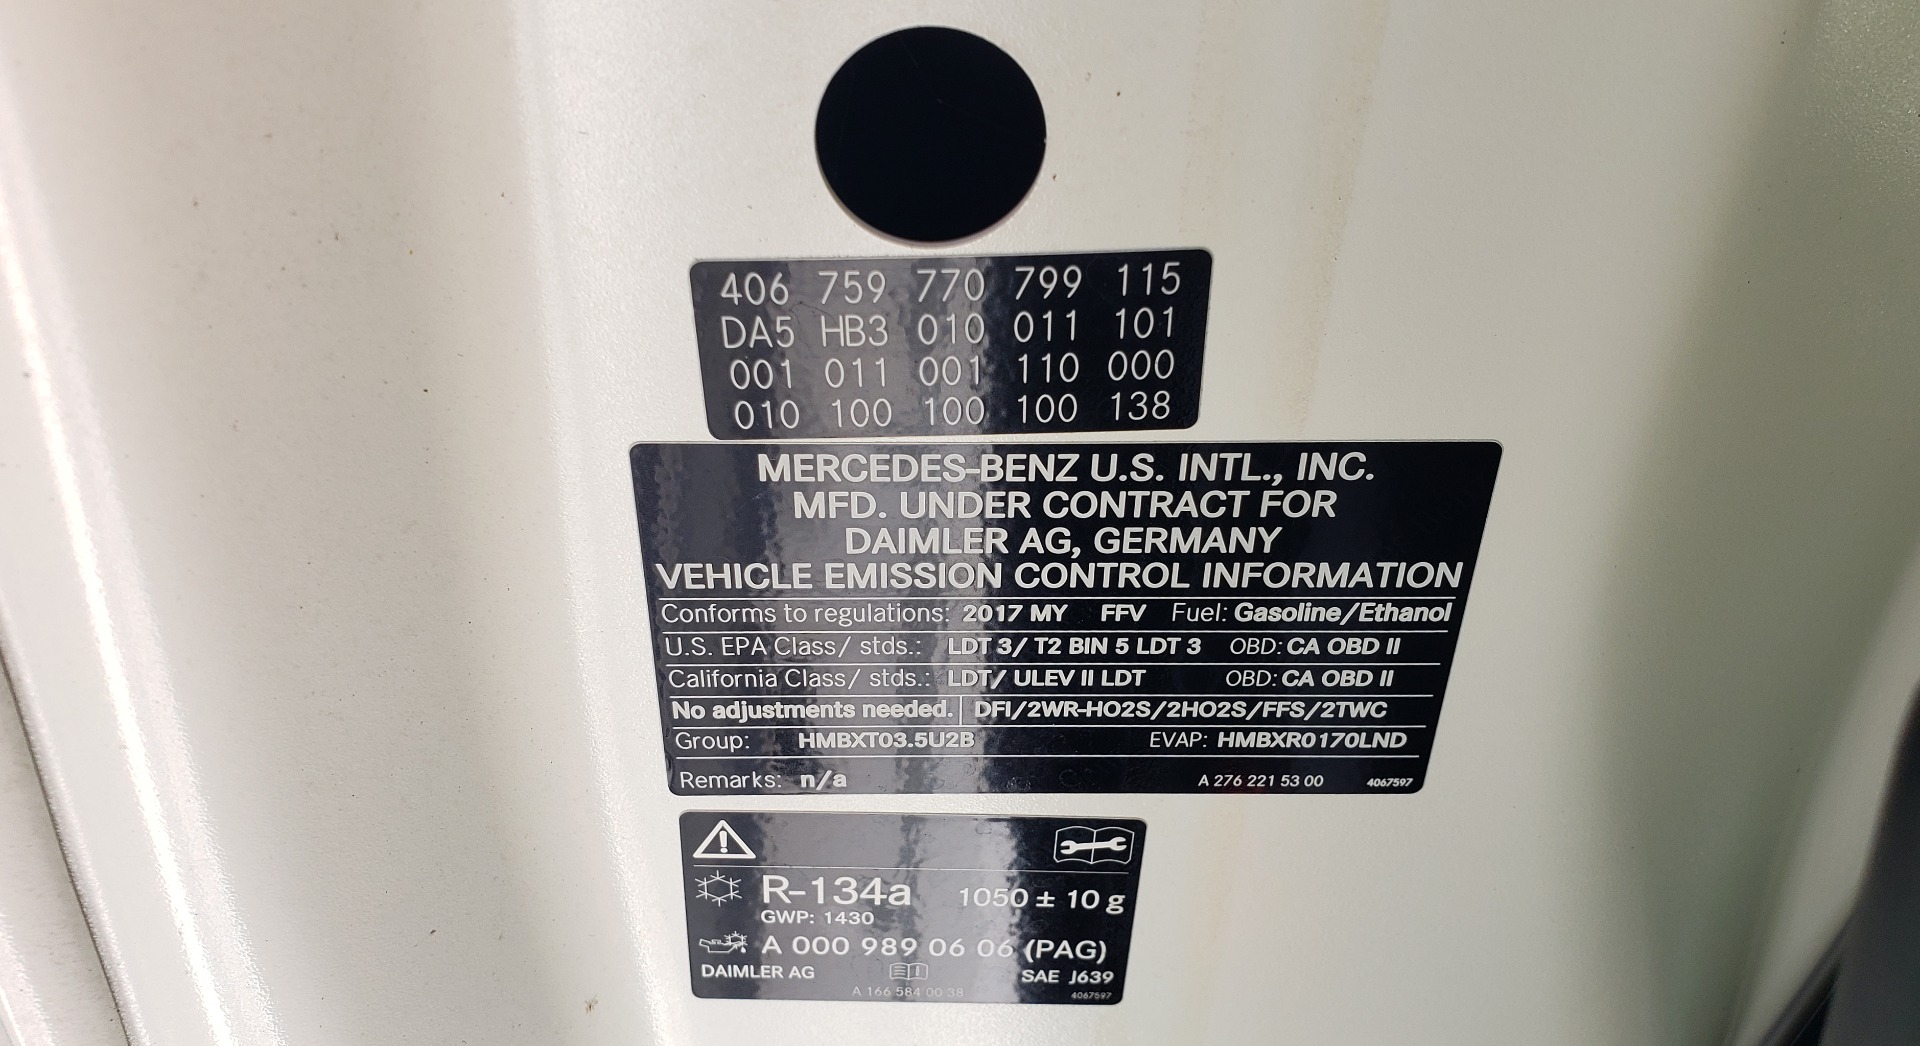 406 759 770 799 115
DA5 HB3 010 011 101
001 011 001 110 000
010 100 100 100 138
MERCEDES-BENZ U.S. INTL., INC.
MFD. UNDER CONTRACT FOR
DAIMLER AG, GERMANY
VEHICLE EMISSION CONTROL INFORMATION
Conforms to regulations: 2017 MY FFV Fuel: Gasoline/Ethanol
U.S. EPA Class/ stds.: LDT 3/ T2 BIN 5 LDT 3 OBD: CA OBD II
California Class/ stds.: LDT/ ULEV II LDT OBD: CA OBD II
No adjustments needed. DFI/2WR-HO2S/2HO2S/FFS/2TWC
Group: HMBXT03.5U2B EVAP: HMBXR0170LND
Remarks: n/a A 276 221 53 00 4067597
R-134a 1050 ± 10 g
GWP: 1430
A 000 989 06 06 (PAG)
DAIMLER AG SAE J639
A 166 584 00 38 4067597